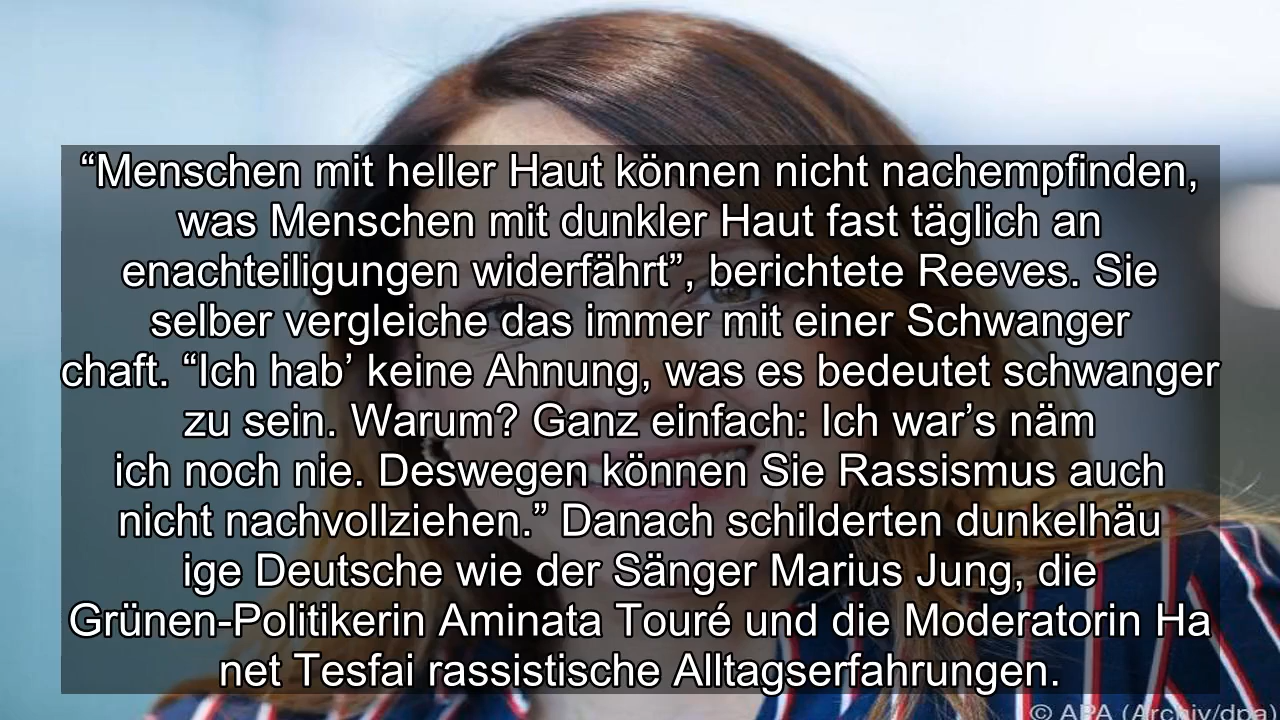 “Menschen mit heller Haut können nicht nachempfinden,
was Menschen mit dunkler Haut fast täglich an
enachteiligungen widerfährt”, berichtete Reeves. Sie
selber vergleiche das immer mit einer Schwanger
chaft. “Ich hab’ keine Ahnung, was es bedeutet schwanger
zu sein. Warum? Ganz einfach: Ich war’s näm
ich noch nie. Deswegen können Sie Rassismus auch
nicht nachvollziehen.” Danach schilderten dunkelhäu
ige Deutsche wie der Sänger Marius Jung, die
Grünen-Politikerin Aminata Touré und die Moderatorin Ha
net Tesfai rassistische Alltagserfahrungen.
© APA (Archiv/dpa)